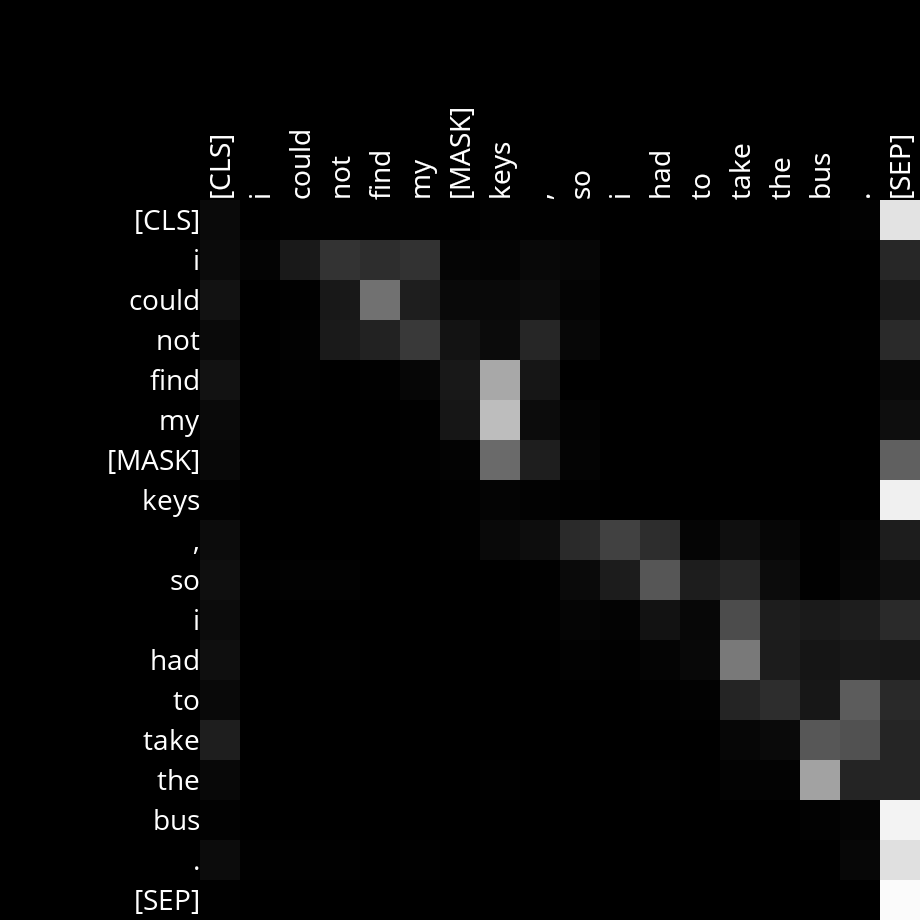 [CLS] i could not find my [MASK] keys , so i had to take the bus . [SEP]
[CLS]
i
could
not
find
my
[MASK]
keys
,
so
i
had
to
take
the
bus
.
[SEP]